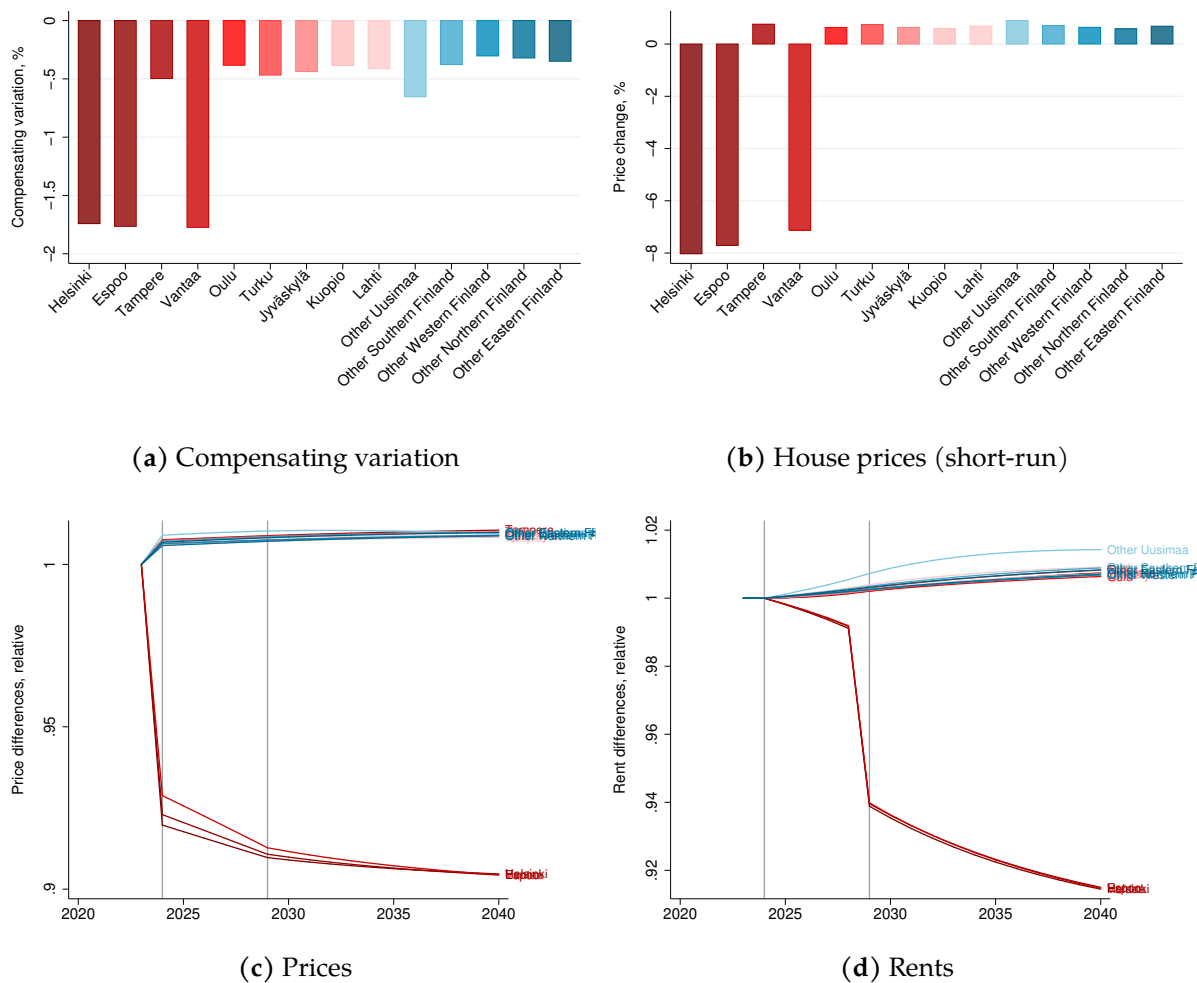 Compensating variation, %
0
-.5
-1
-1.5
-2
Helsinki
Espoo
Tampere
Vantaa
Oulu
Turku
Jyväskylä
Kuopio
Lahti
Other Uusimaa
Other Southern Finland
Other Western Finland
Other Northern Finland
Other Eastern Finland
(a) Compensating variation
Price change, %
0
-2
-4
-6
-8
Helsinki
Espoo
Tampere
Vantaa
Oulu
Turku
Jyväskylä
Kuopio
Lahti
Other Uusimaa
Other Southern Finland
Other Western Finland
Other Northern Finland
Other Eastern Finland
(b) House prices (short-run)
Price differences, relative
1
.95
.9
2020
2025
2030
2035
2040
(c) Prices
Rent differences, relative
1.02
1
.98
.96
.94
.92
Other Uusimaa
2020
2025
2030
2035
2040
(d) Rents